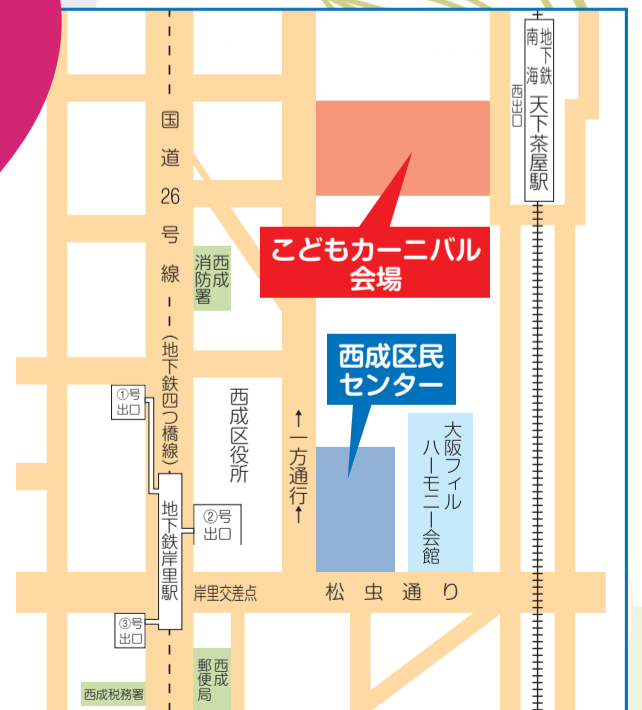 地下鉄
南海
天下茶屋駅
西出口
国道26号線
(地下鉄四つ橋線)
こどもカーニバル
会場
西成
消防署
西成区民
センター
①号
出口
西成区役所
↑一方通行↑
大阪フィル
ハーモニー会館
地下鉄岸里駅
②号
出口
岸里交差点
松虫通り
③号
出口
西成
郵便局
西成税務署